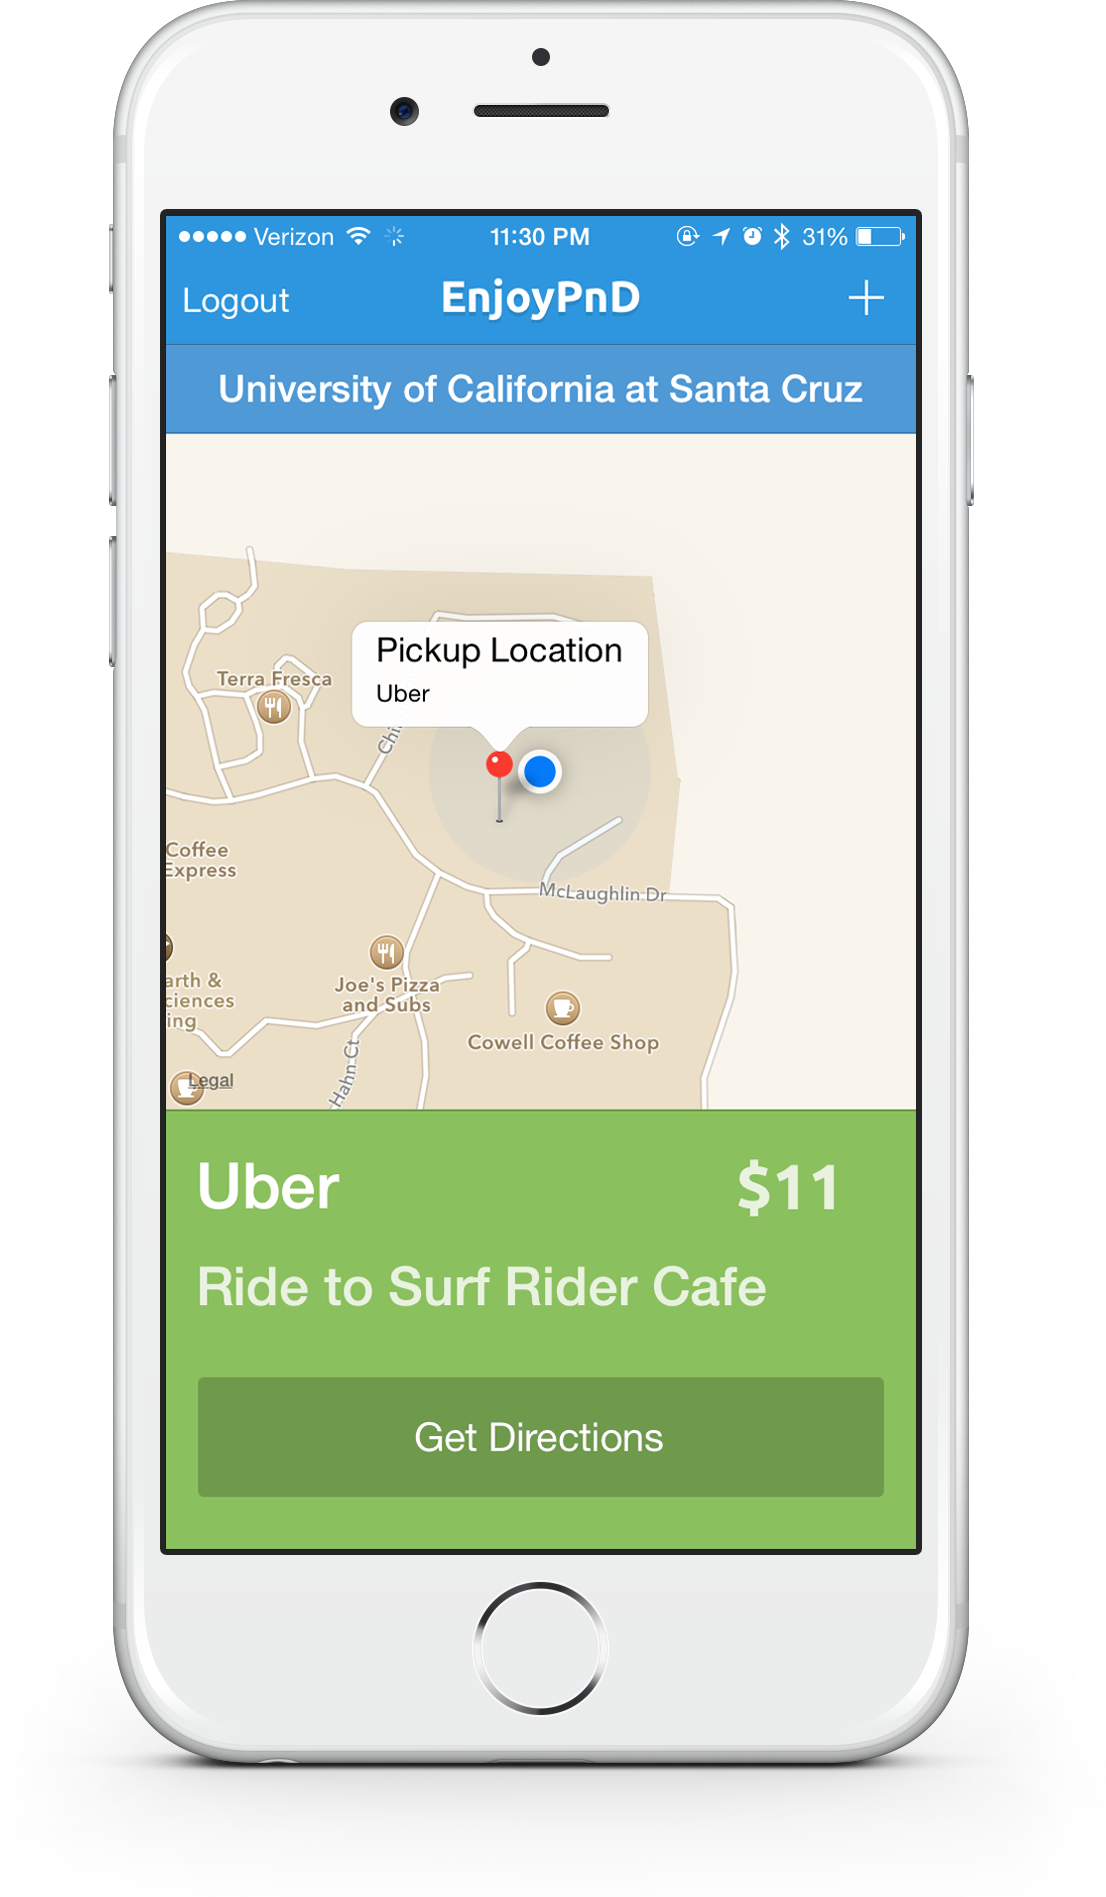 Verizon
11:30 PM
31%
Logout
EnjoyPnD
University of California at Santa Cruz
Pickup Location
Uber
Terra Fresca
Coffee
Express
McLaughlin Dr
Joe's Pizza
and Subs
arth &
ciences
ing
Cowell Coffee Shop
Hahn Ct
Legal
Uber
$11
Ride to Surf Rider Cafe
Get Directions